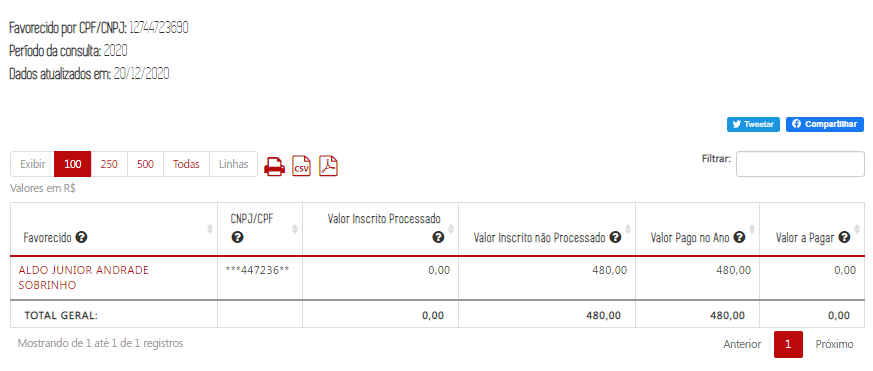 Favorecido por CPF/CNPJ: 12744723690
Período da consulta: 2020
Dados atualizados em: 20/12/2020
Tweetar Compartilhar
Exibir 100 250 500 Todas Linhas CSV Filtrar:
Valores em R$
Favorecido ? CNPJ/CPF ? Valor Inscrito Processado ? Valor Inscrito não Processado ? Valor Pago no Ano ? Valor a Pagar ?
ALDO JUNIOR ANDRADE SOBRINHO ***447236** 0,00 480,00 480,00 0,00
TOTAL GERAL: 0,00 480,00 480,00 0,00
Mostrando de 1 até 1 de 1 registros Anterior 1 Próximo